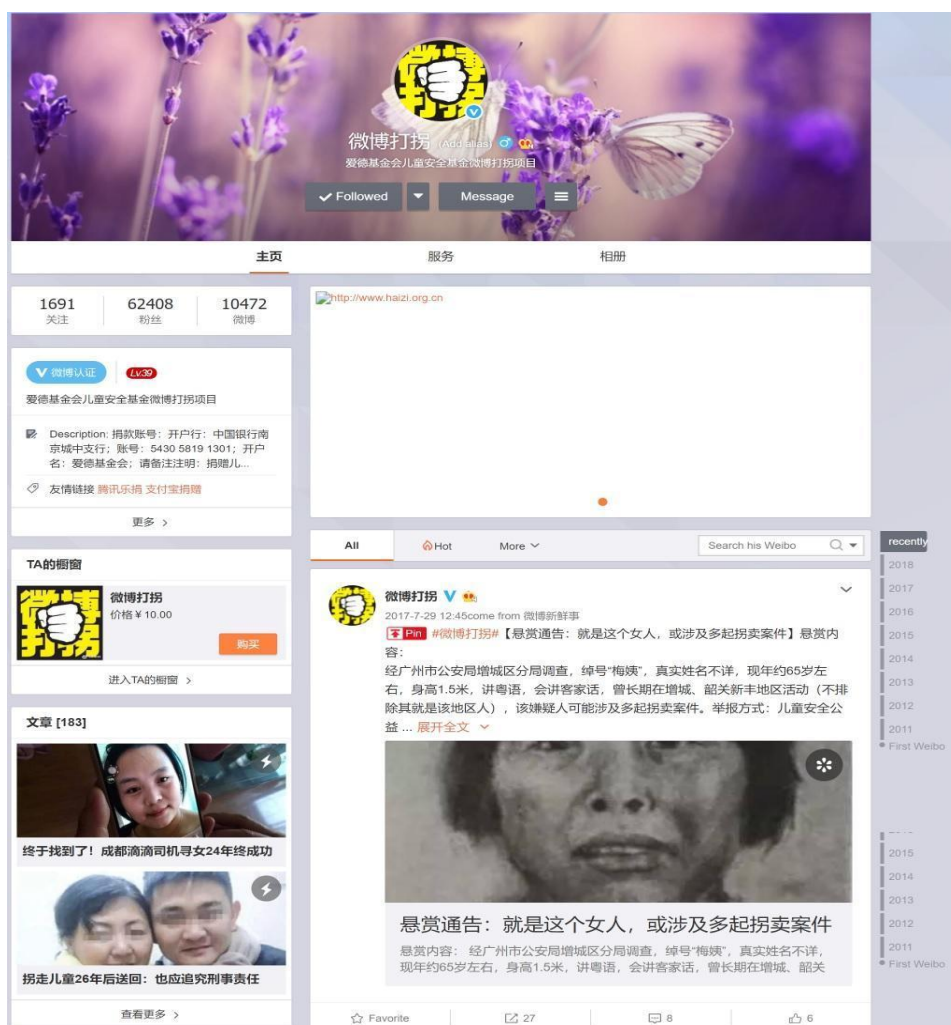 微博打拐
微博打拐 (Add alias)
爱德基金会儿童安全基金微博打拐项目
Followed
Message
主页 服务 相册
1691 62408 10472
关注 粉丝 微博
http://www.haizi.org.cn
V 微博认证 Lv39
爱德基金会儿童安全基金微博打拐项目
Description: 捐款账号：开户行：中国银行南
京城中支行；账号：5430 5819 1301；开户
名：爱德基金会；请备注注明：捐赠儿...
友情链接 腾讯乐捐 支付宝捐赠
更多 >
TA的橱窗
微博打拐
微博打拐
价格 ¥ 10.00
购买
进入TA的橱窗 >
文章 [183]
终于找到了！成都滴滴司机寻女24年终成功
拐走儿童26年后送回：也应追究刑事责任
查看更多 >
All Hot More
Search his Weibo
微博打拐
微博打拐 V
2017-7-29 12:45come from 微博新鲜事
Pin #微博打拐#【悬赏通告：就是这个女人，或涉及多起拐卖案件】悬赏内
容：
经广州市公安局增城区分局调查，绰号“梅姨”，真实姓名不详，现年约65岁左
右，身高1.5米，讲粤语，会讲客家话，曾长期在增城、韶关新丰地区活动（不排
除其就是该地区人），该嫌疑人可能涉及多起拐卖案件。举报方式：儿童安全公
益 ... 展开全文
悬赏通告：就是这个女人，或涉及多起拐卖案件
悬赏内容： 经广州市公安局增城区分局调查，绰号“梅姨”，真实姓名不详，
现年约65岁左右，身高1.5米，讲粤语，会讲客家话，曾长期在增城、韶关
Favorite 27 8 6
recently
2018
2017
2016
2015
2014
2013
2012
2011
First Weibo
2015
2014
2013
2012
2011
First Weibo